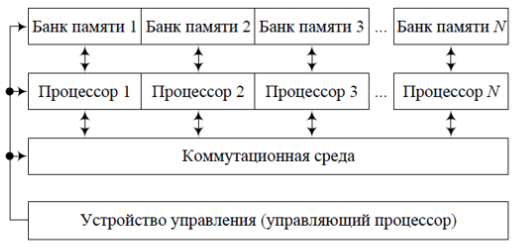 Банк памяти 1 Банк памяти 2 Банк памяти 3 ... Банк памяти N
Процессор 1 Процессор 2 Процессор 3 ... Процессор N
Коммутационная среда
Устройство управления (управляющий процессор)